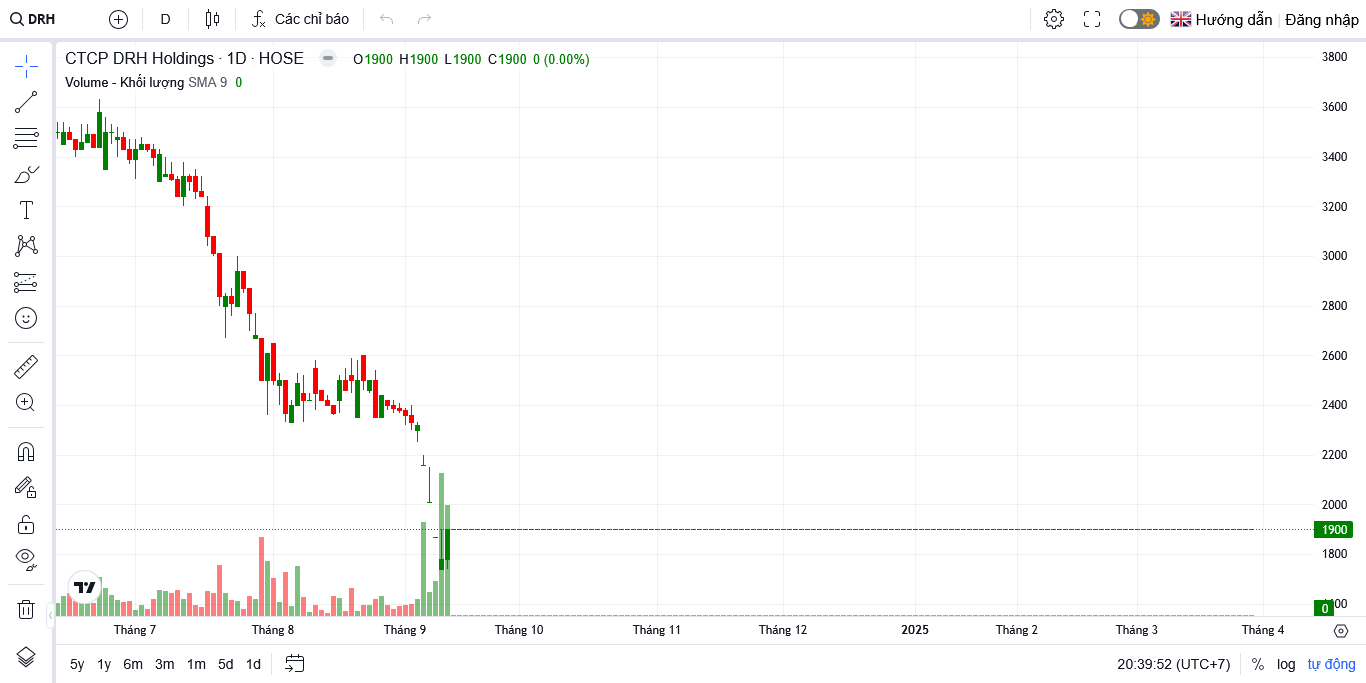 DRH D Các chỉ báo Hướng dẫn Đăng nhập
CTCP DRH Holdings · 1D · HOSE O1900 H1900 L1900 C1900 0 (0.00%)
Volume - Khối lượng SMA 9 0
3800
3600
3400
3200
3000
2800
2600
2400
2200
2000
1900
1800
0
Tháng 7 Tháng 8 Tháng 9 Tháng 10 Tháng 11 Tháng 12 2025 Tháng 2 Tháng 3 Tháng 4
5y 1y 6m 3m 1m 5d 1d 20:39:52 (UTC+7) % log tự động